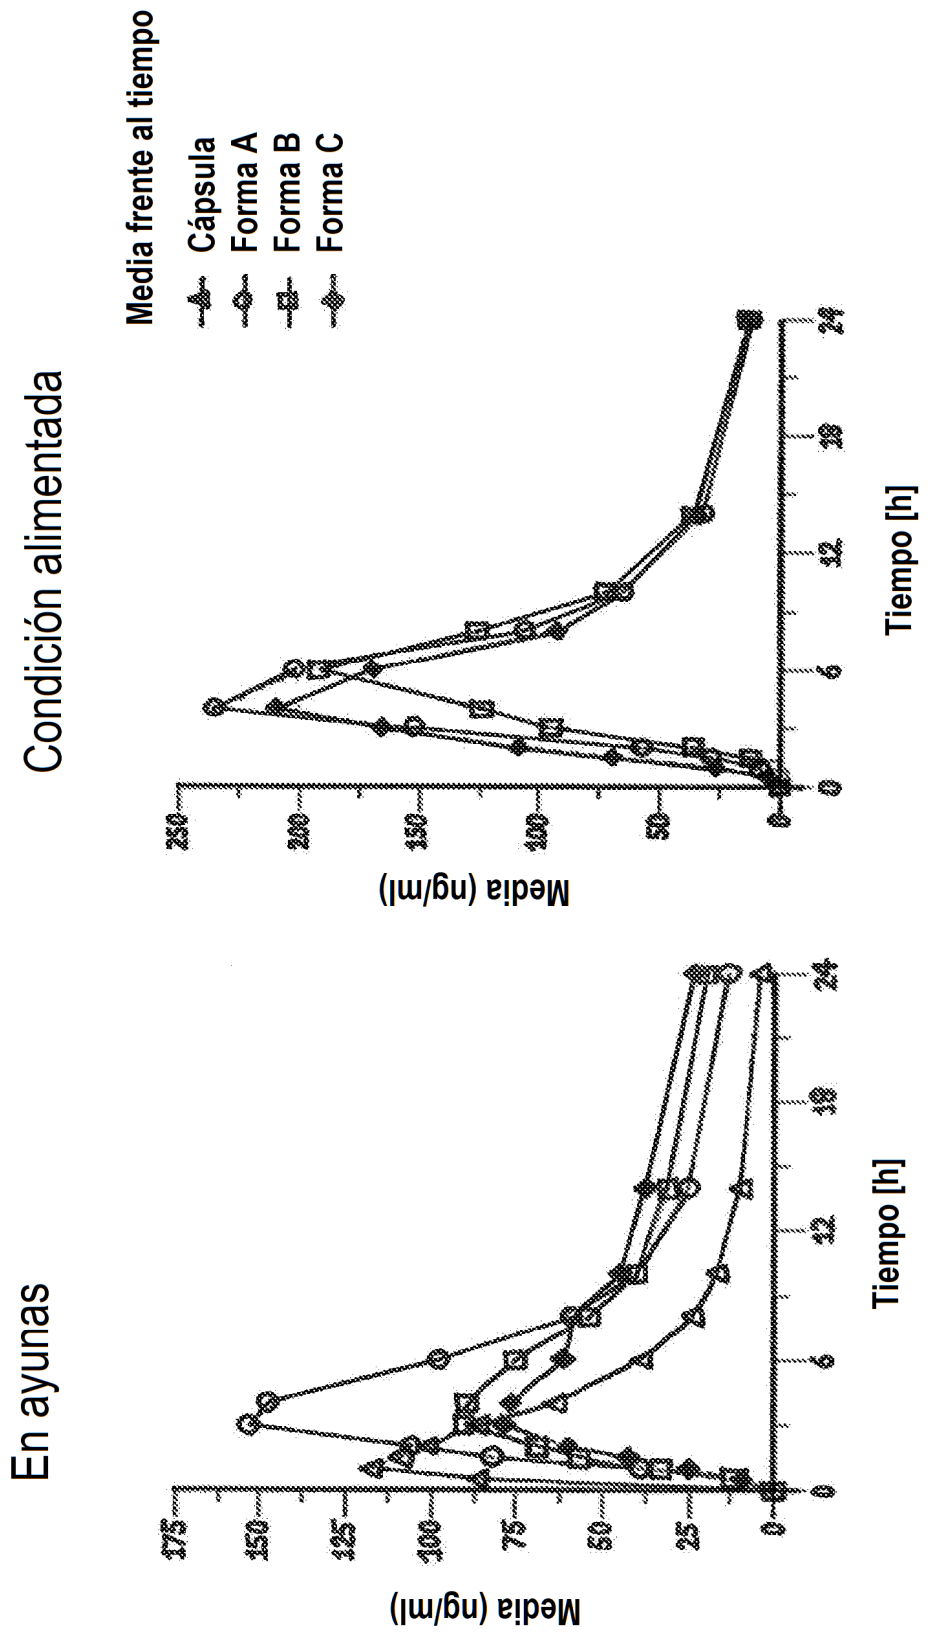 En ayunas
Media (ng/ml)
175
150
125
100
75
50
25
0
0
6
12
18
24
Tiempo [h]
Condición alimentada
Media (ng/ml)
250
200
150
100
50
0
0
6
12
18
24
Tiempo [h]
Media frente al tiempo
Cápsula
Forma A
Forma B
Forma C